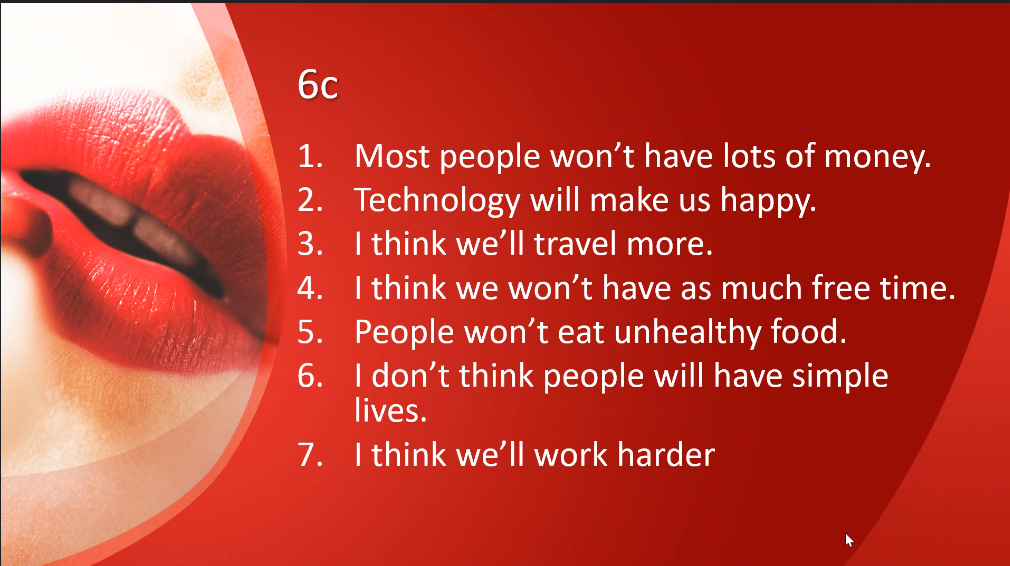 6c
1. Most people won't have lots of money.
2. Technology will make us happy.
3. I think we'll travel more.
4. I think we won't have as much free time.
5. People won't eat unhealthy food.
6. I don't think people will have simple
lives.
7. I think we'll work harder